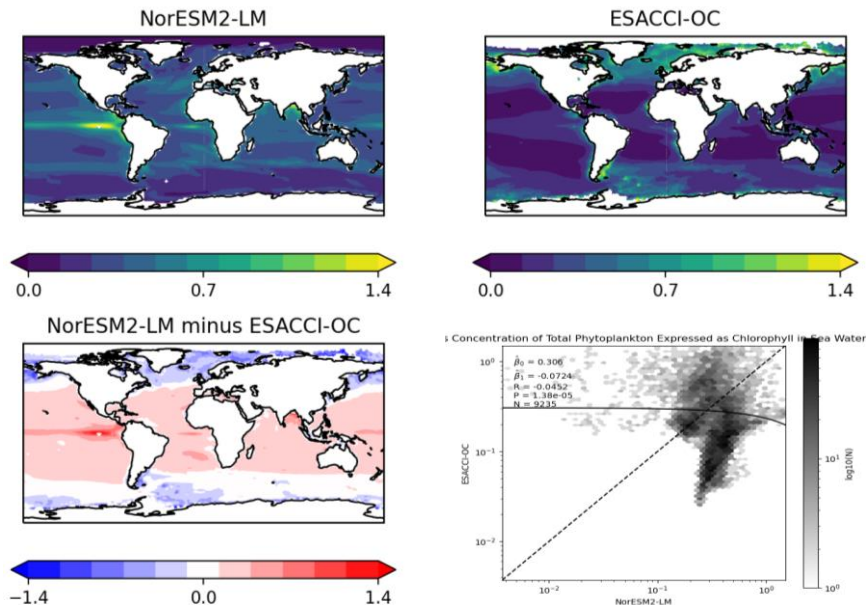 NorESM2-LM
ESACCI-OC
0.0 0.7 1.4
0.0 0.7 1.4
NorESM2-LM minus ESACCI-OC
−1.4 0.0 1.4
s Concentration of Total Phytoplankton Expressed as Chlorophyll in Sea Water
β̂₀ = 0.306
β̂₁ = -0.0724
R = -0.0452
P = 1.38e-05
N = 9235
10⁰
10⁻¹
10⁻²
ESACCI-OC
10⁻² 10⁻¹ 10⁰
NorESM2-LM
10¹
10⁰
log10(N)